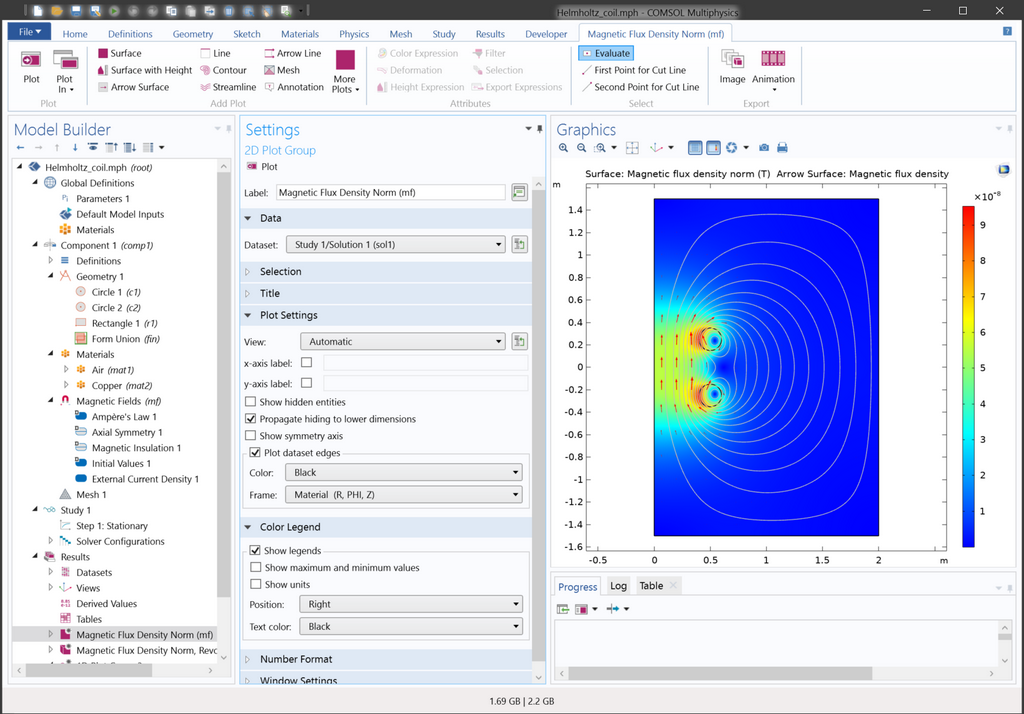 Helmholtz_coil.mph - COMSOL Multiphysics
File Home Definitions Geometry Sketch Materials Physics Mesh Study Results Developer Magnetic Flux Density Norm (mf)
Plot
Plot In
Plot
Surface
Surface with Height
Arrow Surface
Line
Contour
Streamline
Arrow Line
Mesh
Annotation
More Plots
Add Plot
Color Expression
Deformation
Height Expression
Filter
Selection
Export Expressions
Attributes
Evaluate
First Point for Cut Line
Second Point for Cut Line
Select
Image
Animation
Export
Model Builder
Helmholtz_coil.mph (root)
Global Definitions
Parameters 1
Default Model Inputs
Materials
Component 1 (comp1)
Definitions
Geometry 1
Circle 1 (c1)
Circle 2 (c2)
Rectangle 1 (r1)
Form Union (fin)
Materials
Air (mat1)
Copper (mat2)
Magnetic Fields (mf)
Ampère's Law 1
Axial Symmetry 1
Magnetic Insulation 1
Initial Values 1
External Current Density 1
Mesh 1
Study 1
Step 1: Stationary
Solver Configurations
Results
Datasets
Views
Derived Values
Tables
Magnetic Flux Density Norm (mf)
Magnetic Flux Density Norm, Revo
Settings
2D Plot Group
Plot
Label: Magnetic Flux Density Norm (mf)
Data
Dataset: Study 1/Solution 1 (sol1)
Selection
Title
Plot Settings
View: Automatic
x-axis label:
y-axis label:
Show hidden entities
Propagate hiding to lower dimensions
Show symmetry axis
Plot dataset edges
Color: Black
Frame: Material (R, PHI, Z)
Color Legend
Show legends
Show maximum and minimum values
Show units
Position: Right
Text color: Black
Number Format
Window Settings
Graphics
Surface: Magnetic flux density norm (T) Arrow Surface: Magnetic flux density
m
×10⁻⁸
1.4
1.2
1
0.8
0.6
0.4
0.2
0
-0.2
-0.4
-0.6
-0.8
-1
-1.2
-1.4
-1.6
-0.5 0 0.5 1 1.5 2 m
9
8
7
6
5
4
3
2
1
Progress Log Table
1.69 GB | 2.2 GB